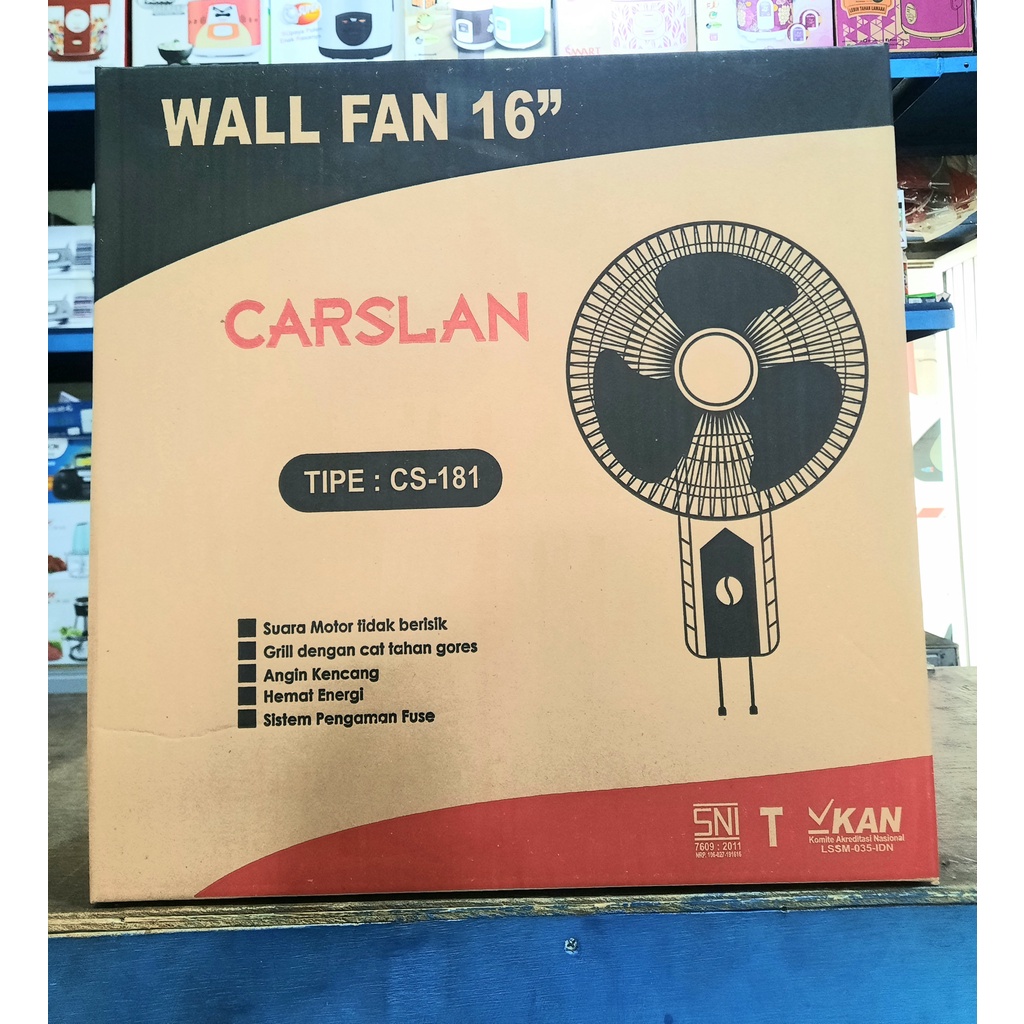 WALL FAN 16”
CARSLAN
TIPE : CS-181
Suara Motor tidak berisik
Grill dengan cat tahan gores
Angin Kencang
Hemat Energi
Sistem Pengaman Fuse
SNI
7609 : 2011
T
KAN
Komite Akreditasi Nasional
LSSM-035-IDN